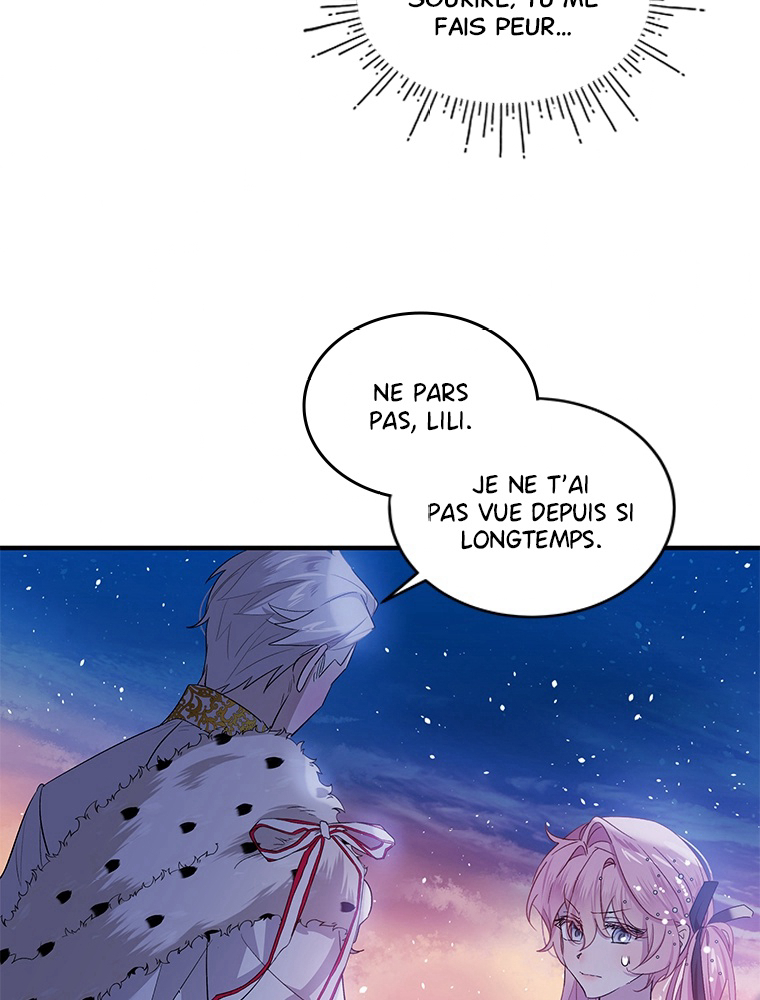 SOURIRE, TU ME
FAIS PEUR...
NE PARS
PAS, LILI.
JE NE T'AI
PAS VUE DEPUIS SI
LONGTEMPS.